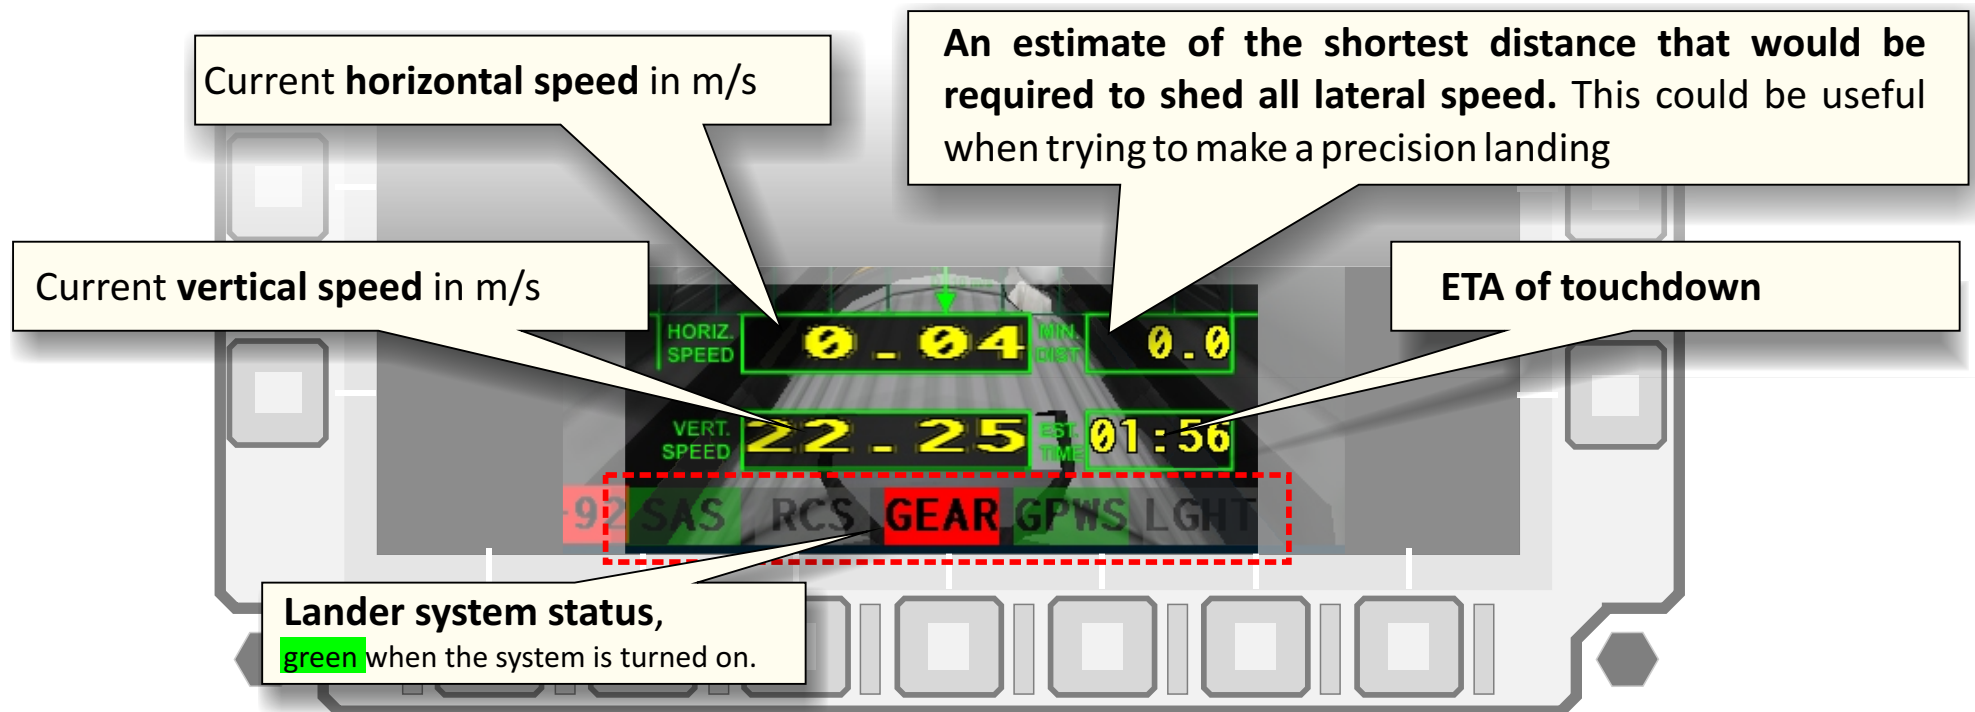 Current horizontal speed in m/s
An estimate of the shortest distance that would be
required to shed all lateral speed. This could be useful
when trying to make a precision landing
Current vertical speed in m/s
ETA of touchdown
HORIZ.
SPEED
0.04
MIN.
DIST
0.0
VERT.
SPEED
22.25
EST.
TIME
01:56
-92 SAS RCS GEAR GPWS LGHT
Lander system status,
green when the system is turned on.